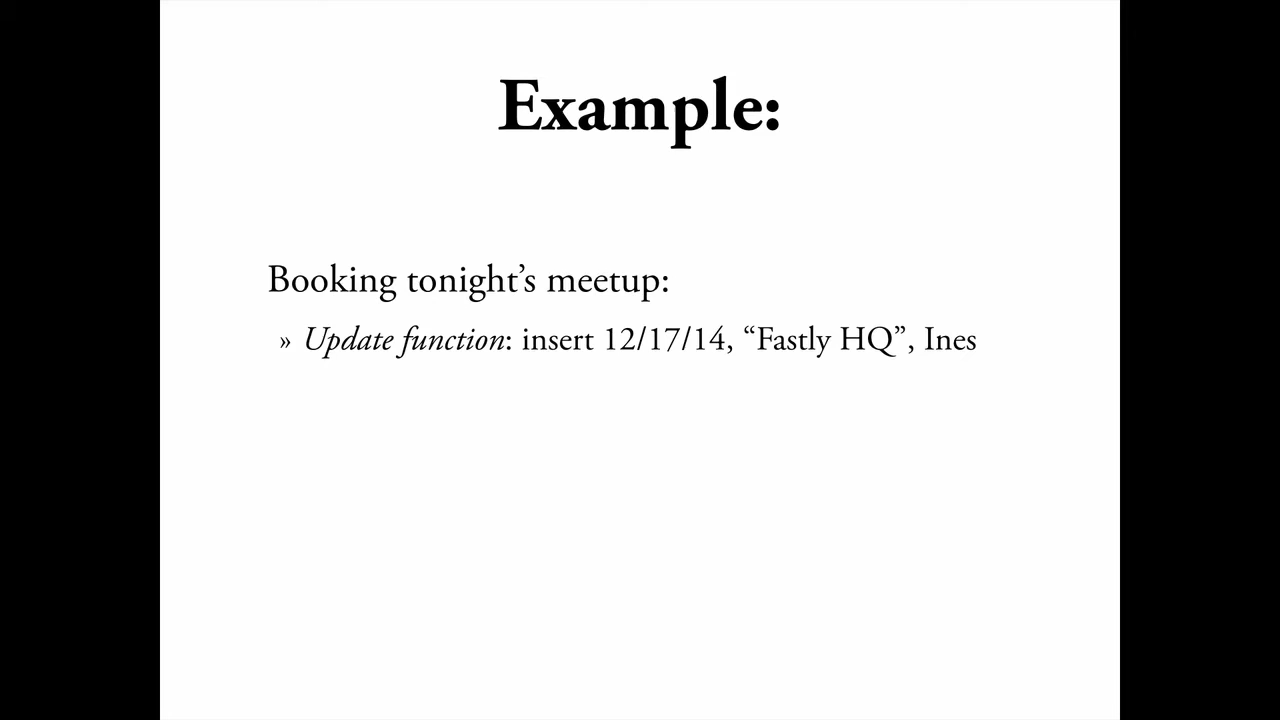 Example:
Booking tonight’s meetup:
» Update function: insert 12/17/14, “Fastly HQ”, Ines